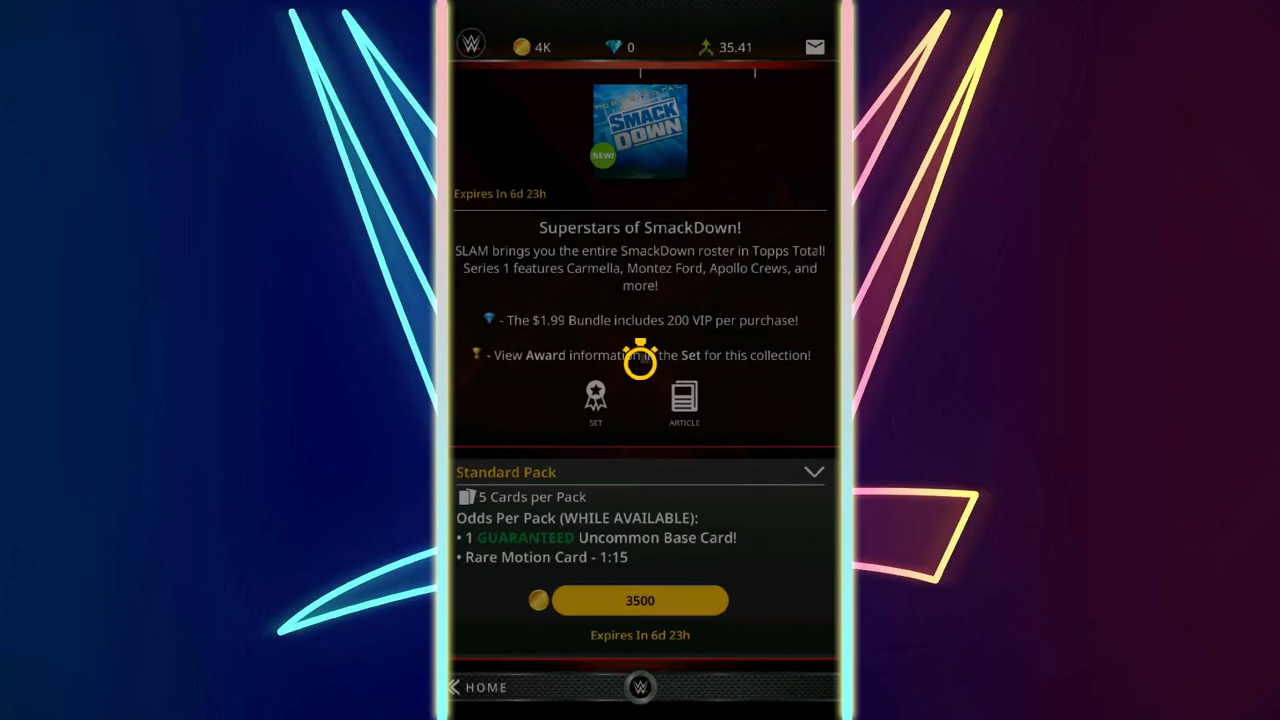 4K
0
35.41
SMACK
DOWN
NEW!
Expires In 6d 23h
Superstars of SmackDown!
SLAM brings you the entire SmackDown roster in Topps Total!
Series 1 features Carmella, Montez Ford, Apollo Crews, and
more!
- The $1.99 Bundle includes 200 VIP per purchase!
- View Award information in the Set for this collection!
SET
ARTICLE
Standard Pack
5 Cards per Pack
Odds Per Pack (WHILE AVAILABLE):
• 1 GUARANTEED Uncommon Base Card!
• Rare Motion Card - 1:15
3500
Expires In 6d 23h
HOME